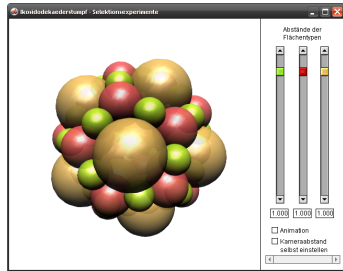 Ikosidodekaederstumpf - Selektionsexperimente
Abstände der
Flächentypen
1.000 1.000 1.000
Animation
Kameraabstand
selbst einstellen